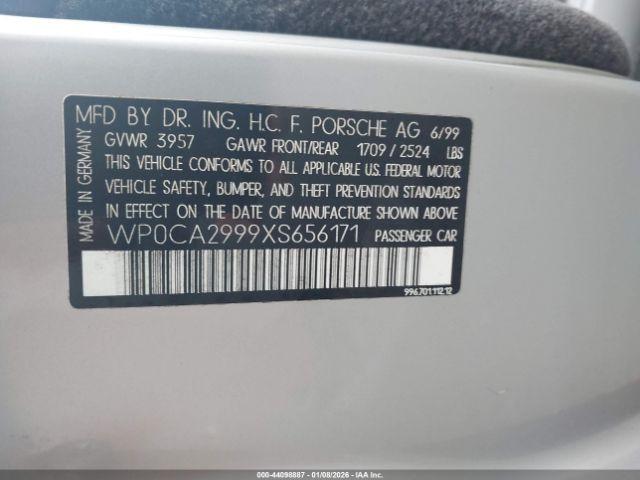 MFD BY DR. ING. H.C. F. PORSCHE AG 6/99
GVWR 3957 GAWR FRONT/REAR 1709 / 2524 LBS
THIS VEHICLE CONFORMS TO ALL APPLICABLE U.S. FEDERAL MOTOR
VEHICLE SAFETY, BUMPER, AND THEFT PREVENTION STANDARDS
IN EFFECT ON THE DATE OF MANUFACTURE SHOWN ABOVE
WP0CA2999XS656171 PASSENGER CAR
996.701.112.12
MADE IN GERMANY
000-44098887 - 01/08/2026 - IAAI.COM